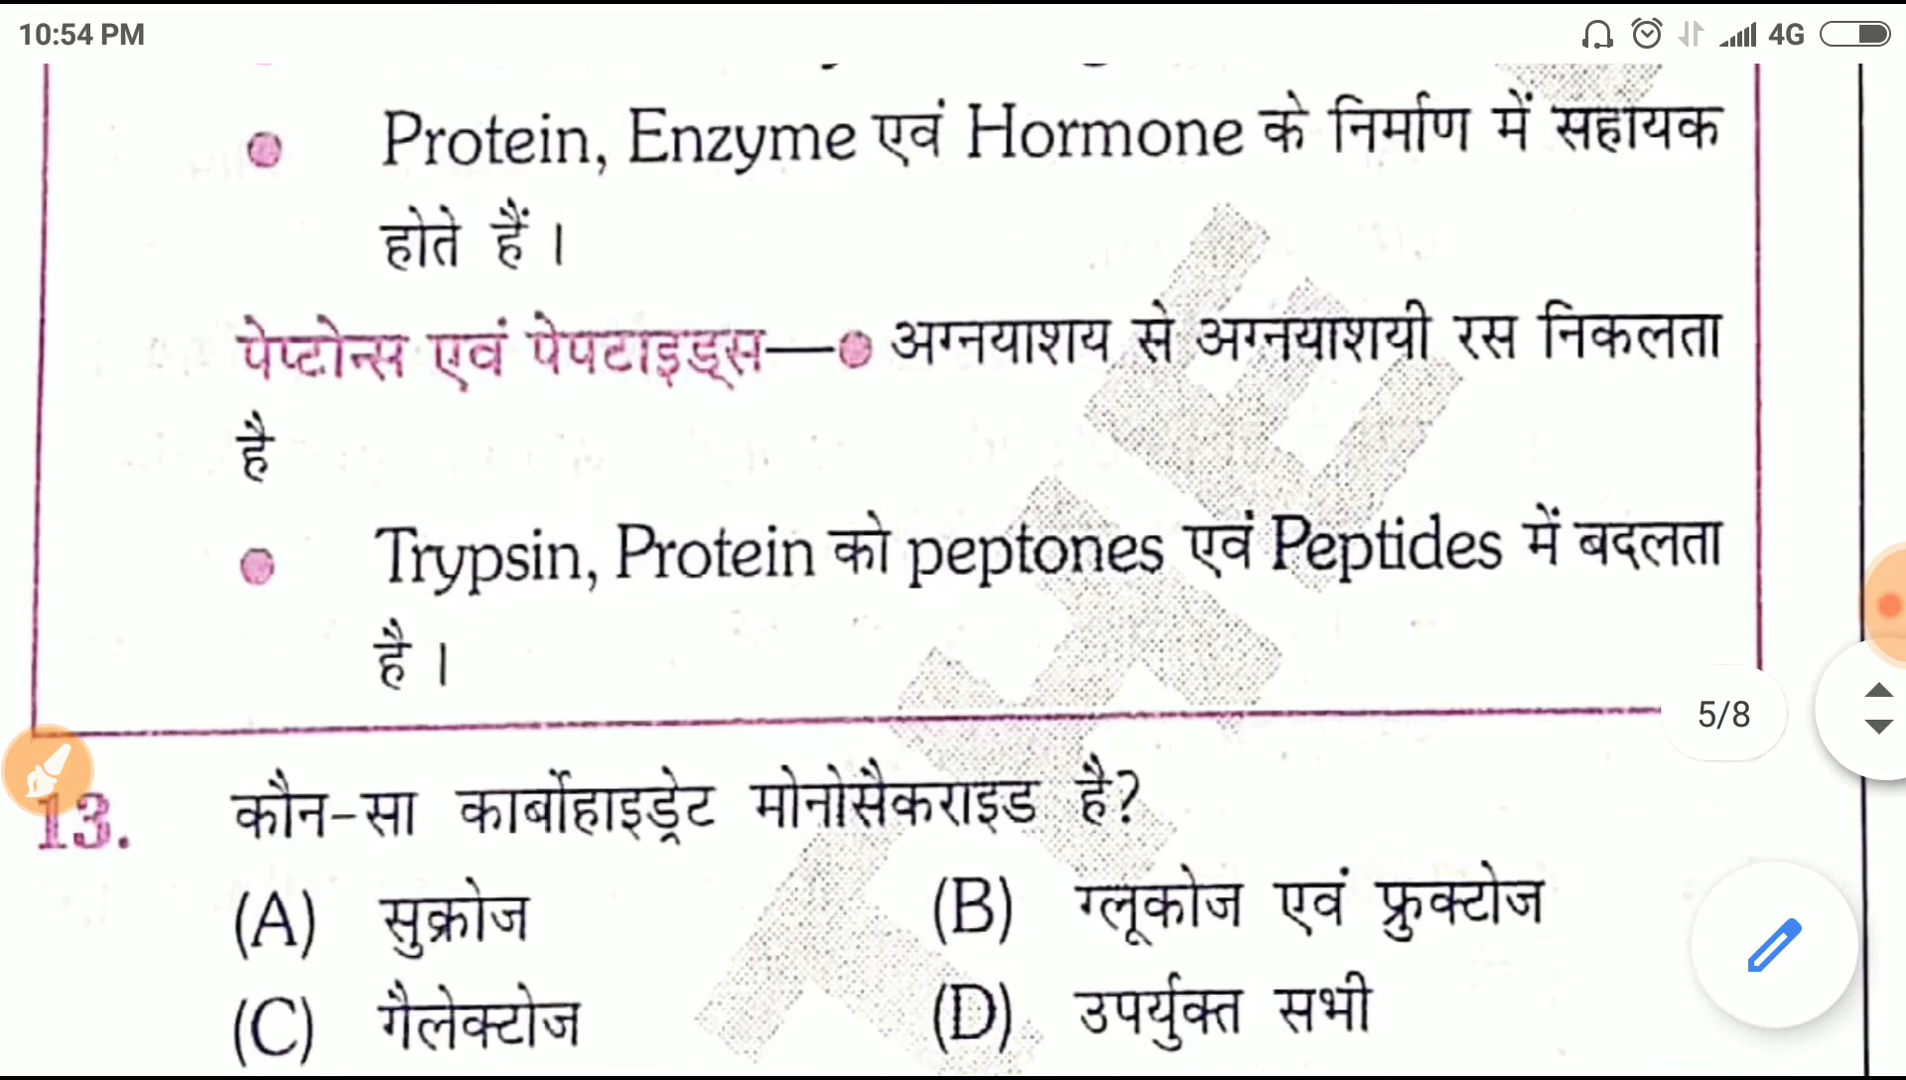 10:54 PM
4G
Protein, Enzyme एवं Hormone के निर्माण में सहायक
होते हैं।
पेप्टोन्स एवं पेपटाइड्स—● अग्नयाशय से अग्नयाशयी रस निकलता
है
● Trypsin, Protein को peptones एवं Peptides में बदलता
है।
5/8
13. कौन-सा कार्बोहाइड्रेट मोनोसैकराइड है?
(A) सुक्रोज (B) ग्लूकोज एवं फ्रुक्टोज
(C) गैलेक्टोज (D) उपर्युक्त सभी